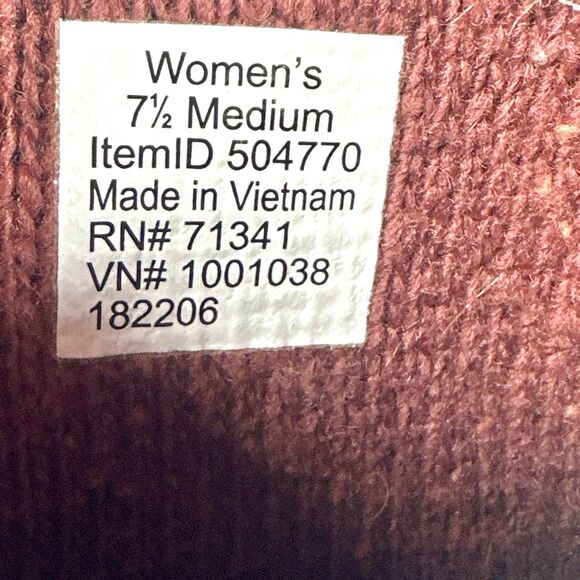 Women's
7½ Medium
ItemID 504770
Made in Vietnam
RN# 71341
VN# 1001038
182206